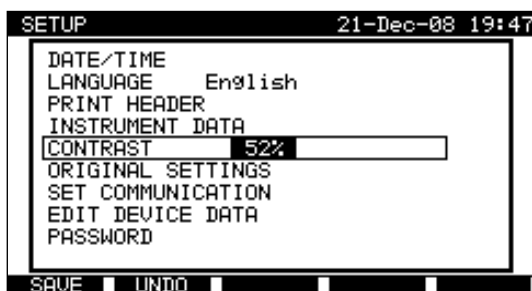 SETUP 21-Dec-08 19:47
DATE/TIME
LANGUAGE English
PRINT HEADER
INSTRUMENT DATA
CONTRAST 52%
ORIGINAL SETTINGS
SET COMMUNICATION
EDIT DEVICE DATA
PASSWORD
SAVE UNDO